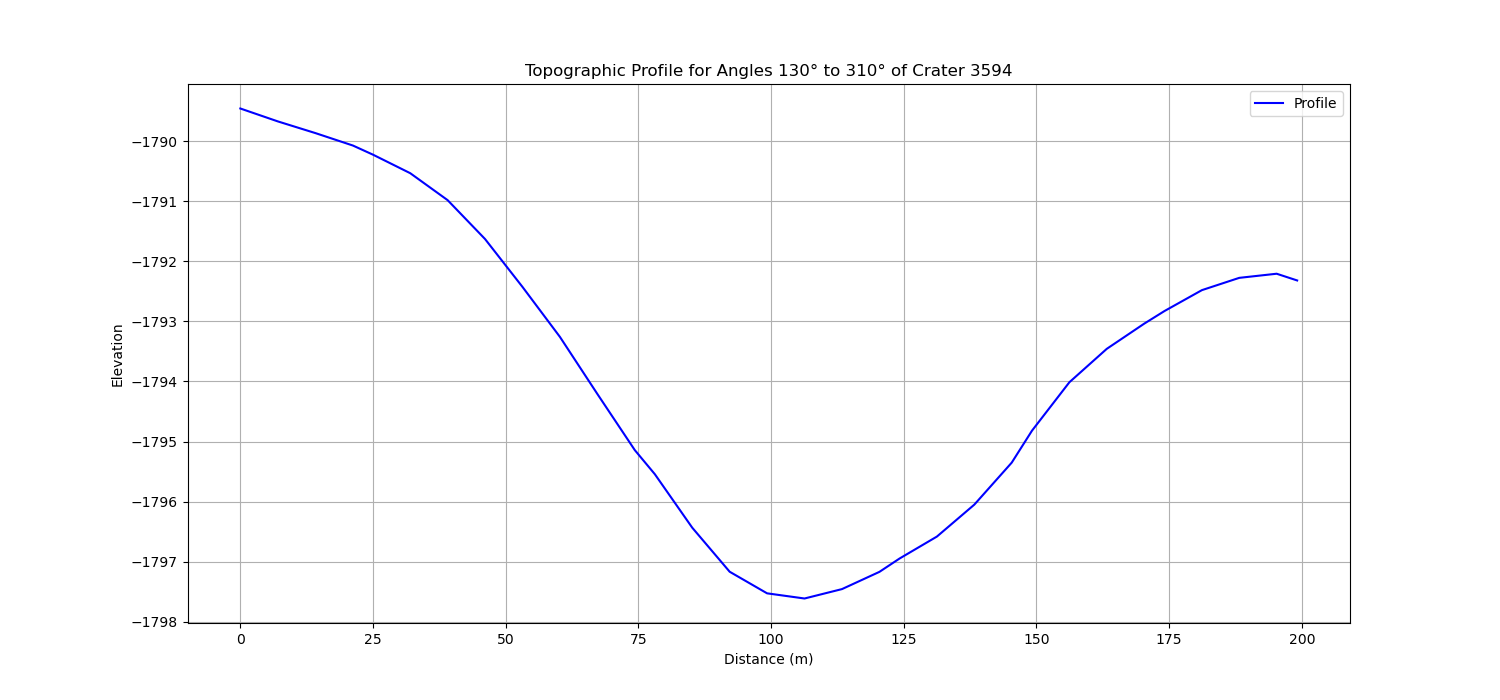 Topographic Profile for Angles 130° to 310° of Crater 3594
Profile
Elevation
−1790
−1791
−1792
−1793
−1794
−1795
−1796
−1797
−1798
0 25 50 75 100 125 150 175 200
Distance (m)